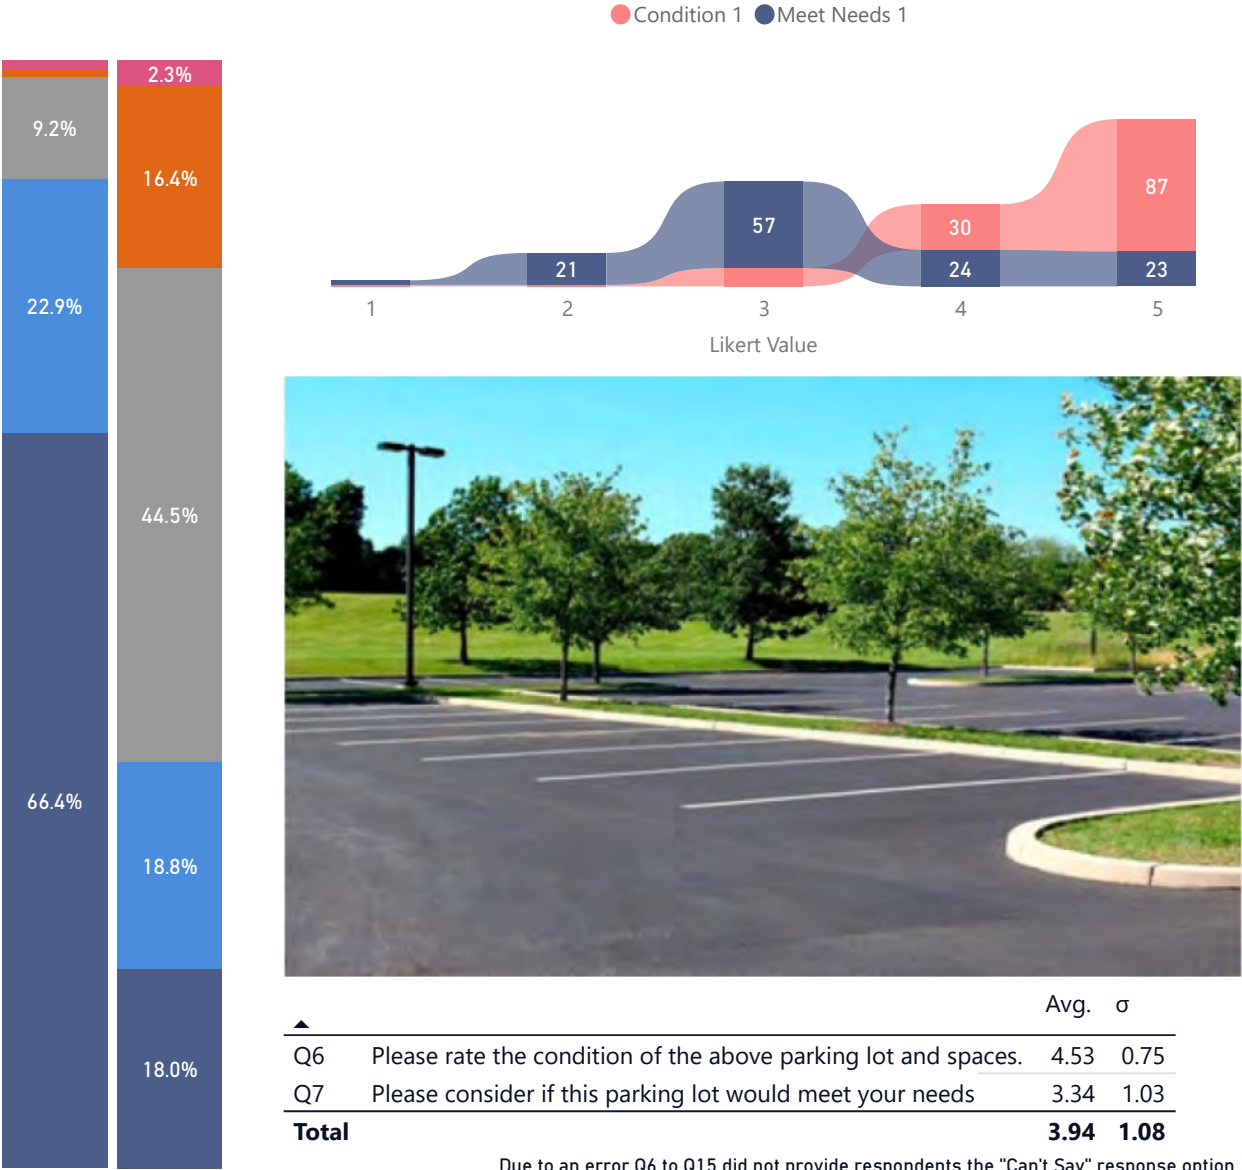 Condition 1 Meet Needs 1
2.3%
9.2%
16.4%
22.9%
44.5%
66.4%
18.8%
18.0%
87
57
30
21
24
23
1 2 3 4 5
Likert Value
Avg. σ
Q6 Please rate the condition of the above parking lot and spaces. 4.53 0.75
Q7 Please consider if this parking lot would meet your needs 3.34 1.03
Total 3.94 1.08
Due to an error Q6 to Q15 did not provide respondents the "Can't Say" response option